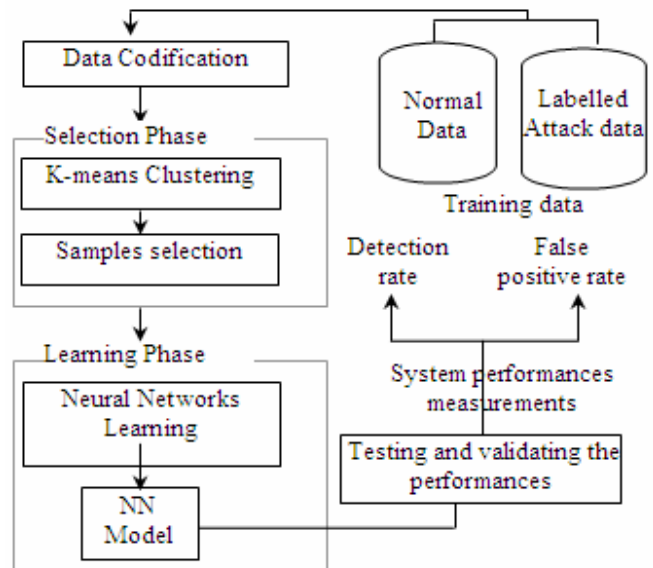 Data Codification
Selection Phase
K-means Clustering
Samples selection
Learning Phase
Neural Networks
Learning
NN
Model
Normal
Data
Labelled
Attack data
Training data
Detection
rate
False
positive rate
System performances
measurements
Testing and validating the
performances